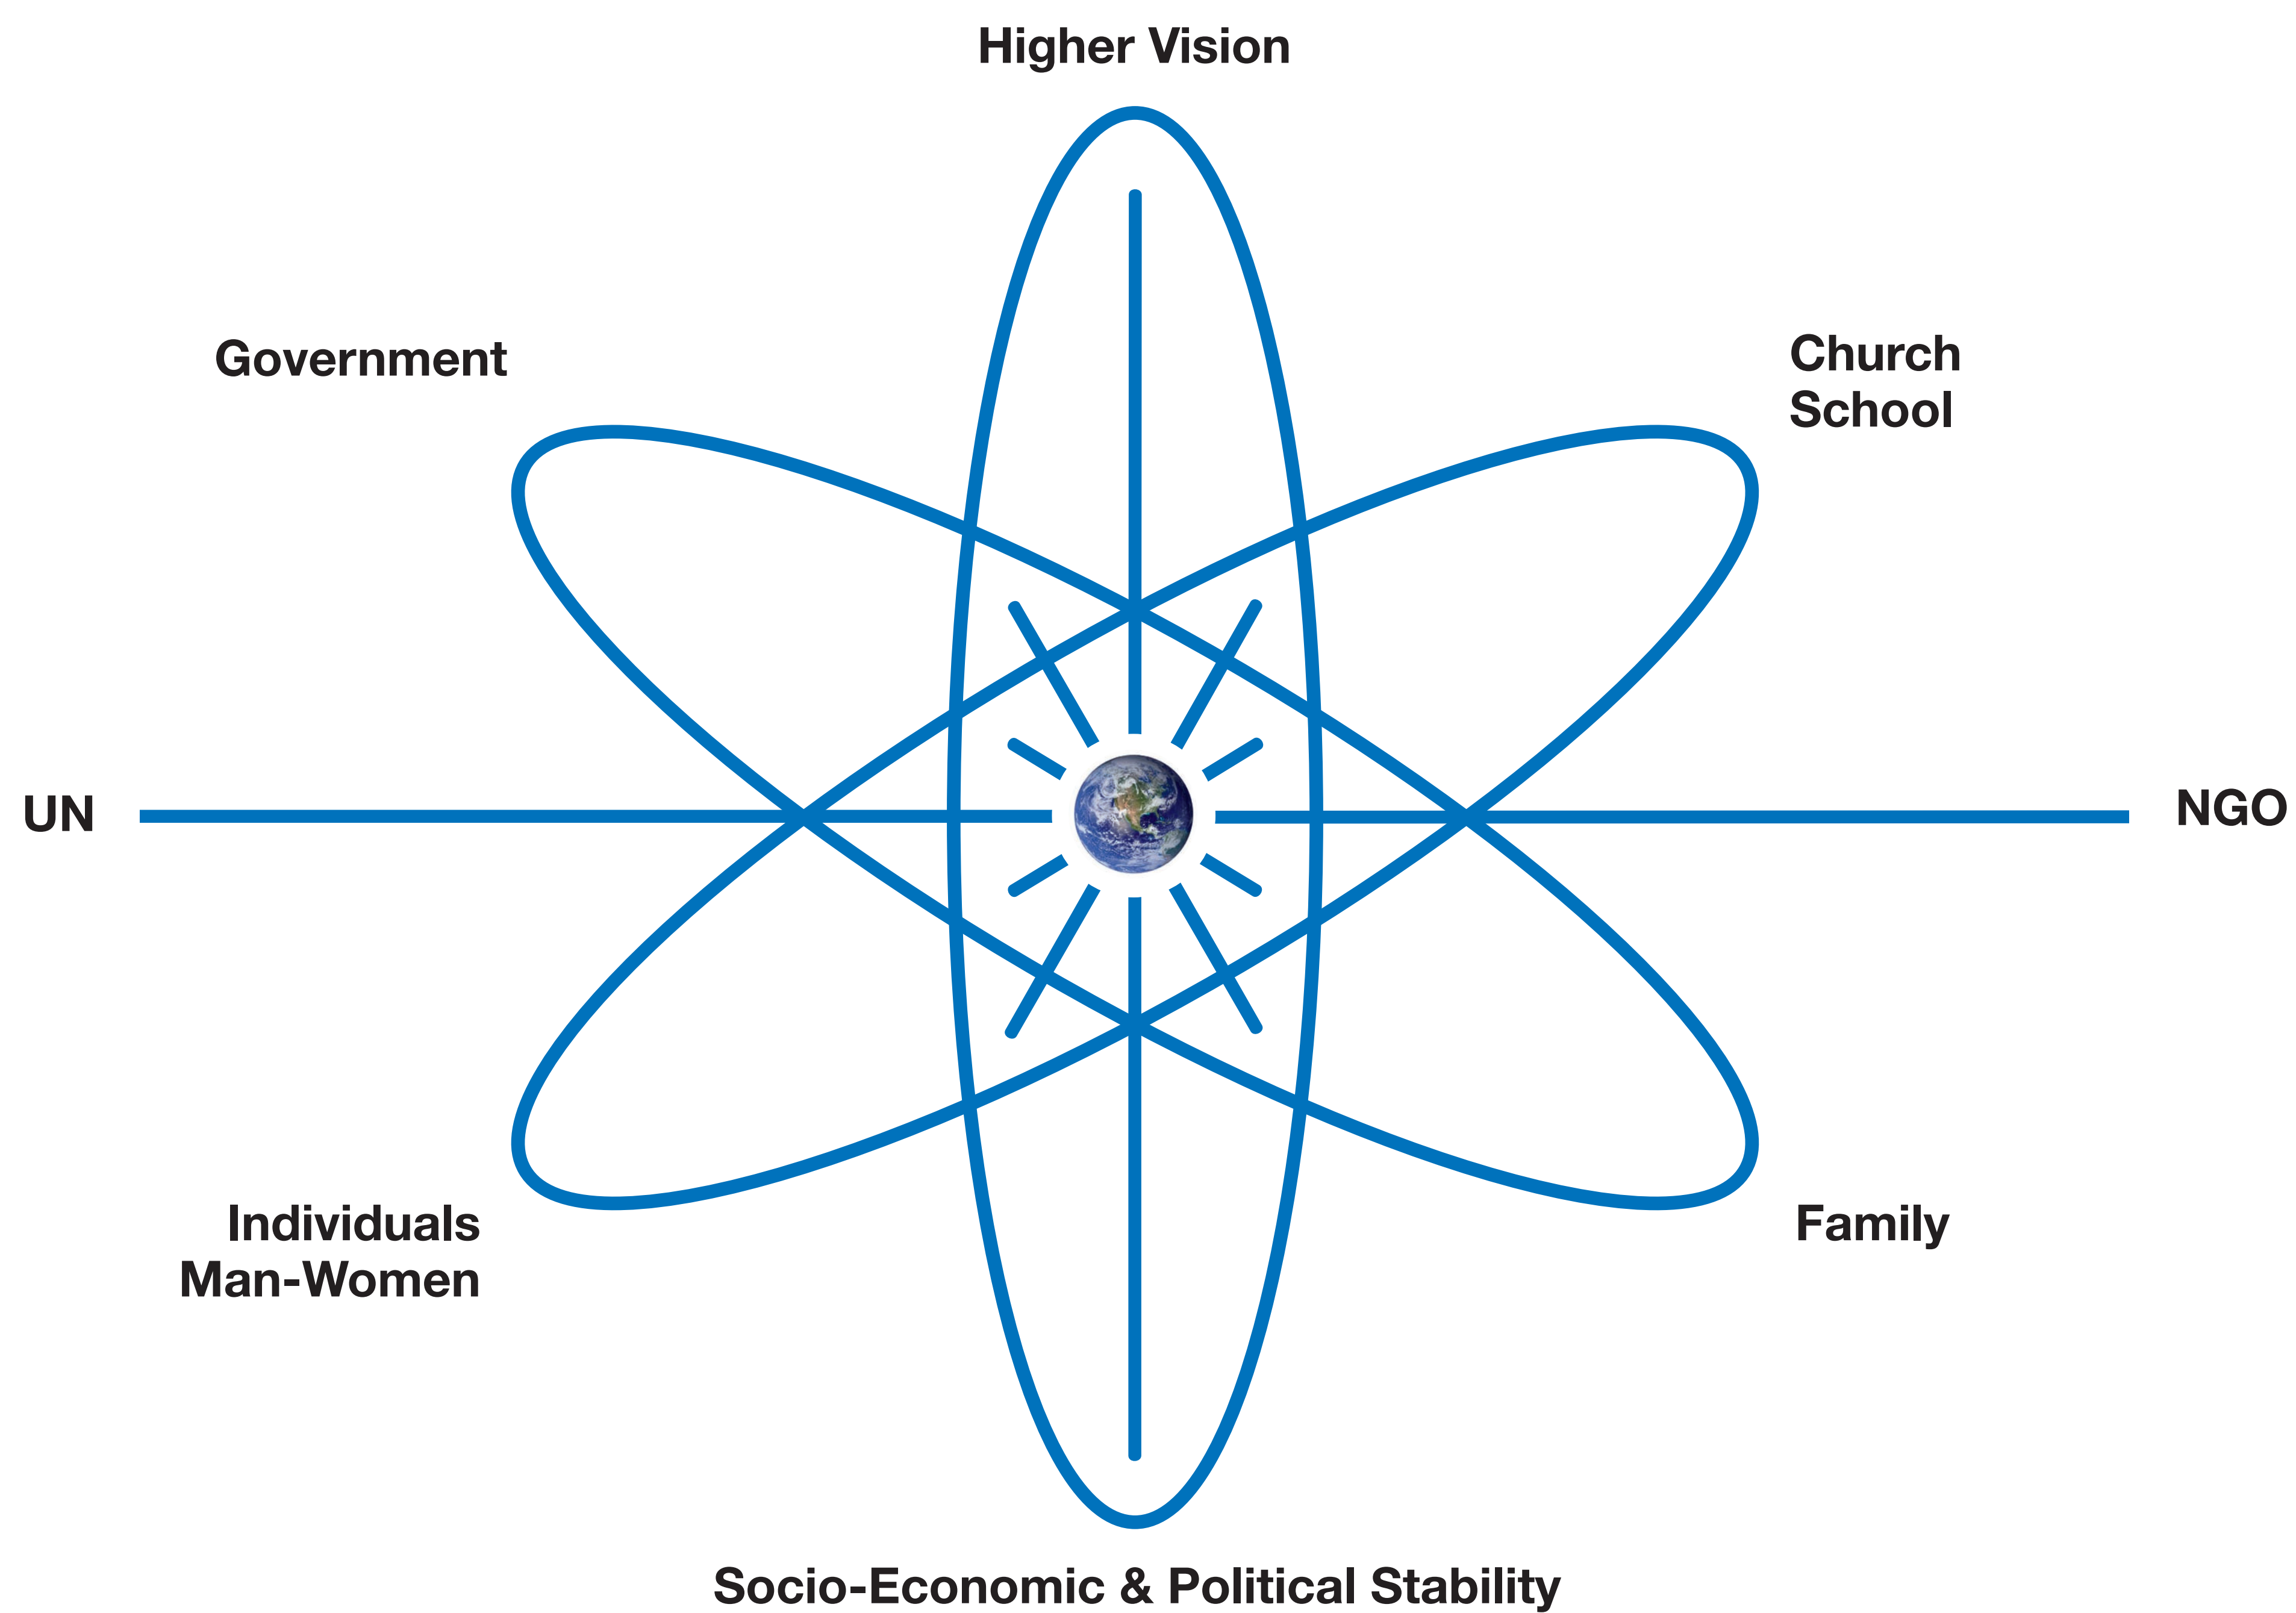 Higher Vision
Government
Church
School
UN
NGO
Individuals
Man-Women
Family
Socio-Economic & Political Stability